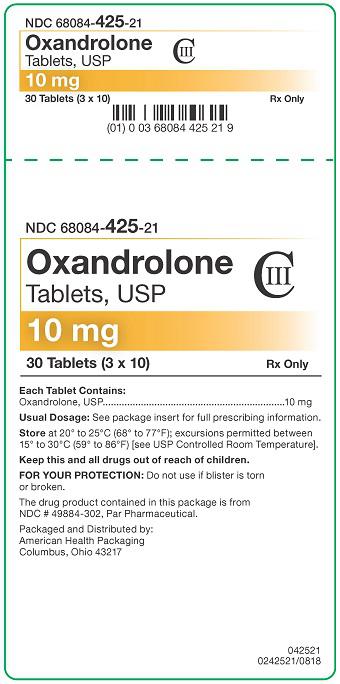 NDC 68084-425-21
Oxandrolone CIII
Tablets, USP
10 mg
30 Tablets (3 x 10) Rx Only
(01) 0 03 68084 425 21 9
NDC 68084-425-21
Oxandrolone CIII
Tablets, USP
10 mg
30 Tablets (3 x 10) Rx Only
Each Tablet Contains:
Oxandrolone, USP..............................................................10 mg
Usual Dosage: See package insert for full prescribing information.
Store at 20° to 25°C (68° to 77°F); excursions permitted between
15° to 30°C (59° to 86°F) [see USP Controlled Room Temperature].
Keep this and all drugs out of reach of children.
FOR YOUR PROTECTION: Do not use if blister is torn
or broken.
The drug product contained in this package is from
NDC # 49884-302, Par Pharmaceutical.
Packaged and Distributed by:
American Health Packaging
Columbus, Ohio 43217
042521
0242521/0818